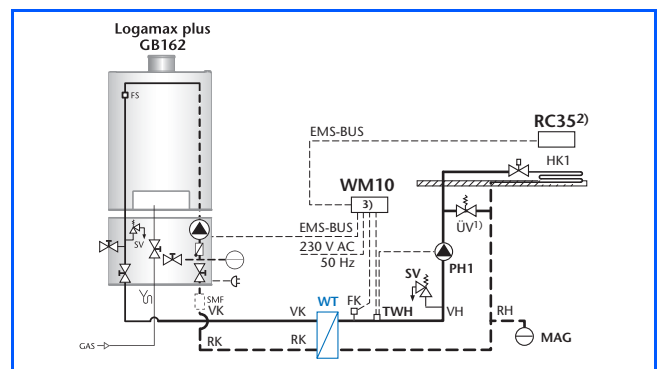 Logamax plus
GB162
FS
EMS-BUS
RC35²⁾
HK1
WM10
3)
EMS-BUS
230 V AC
50 Hz
ÜV¹⁾
PH1
SV
SV
SMF
VK
VK
WT
FK
TWH
VH
RH
GAS
RK
RK
MAG